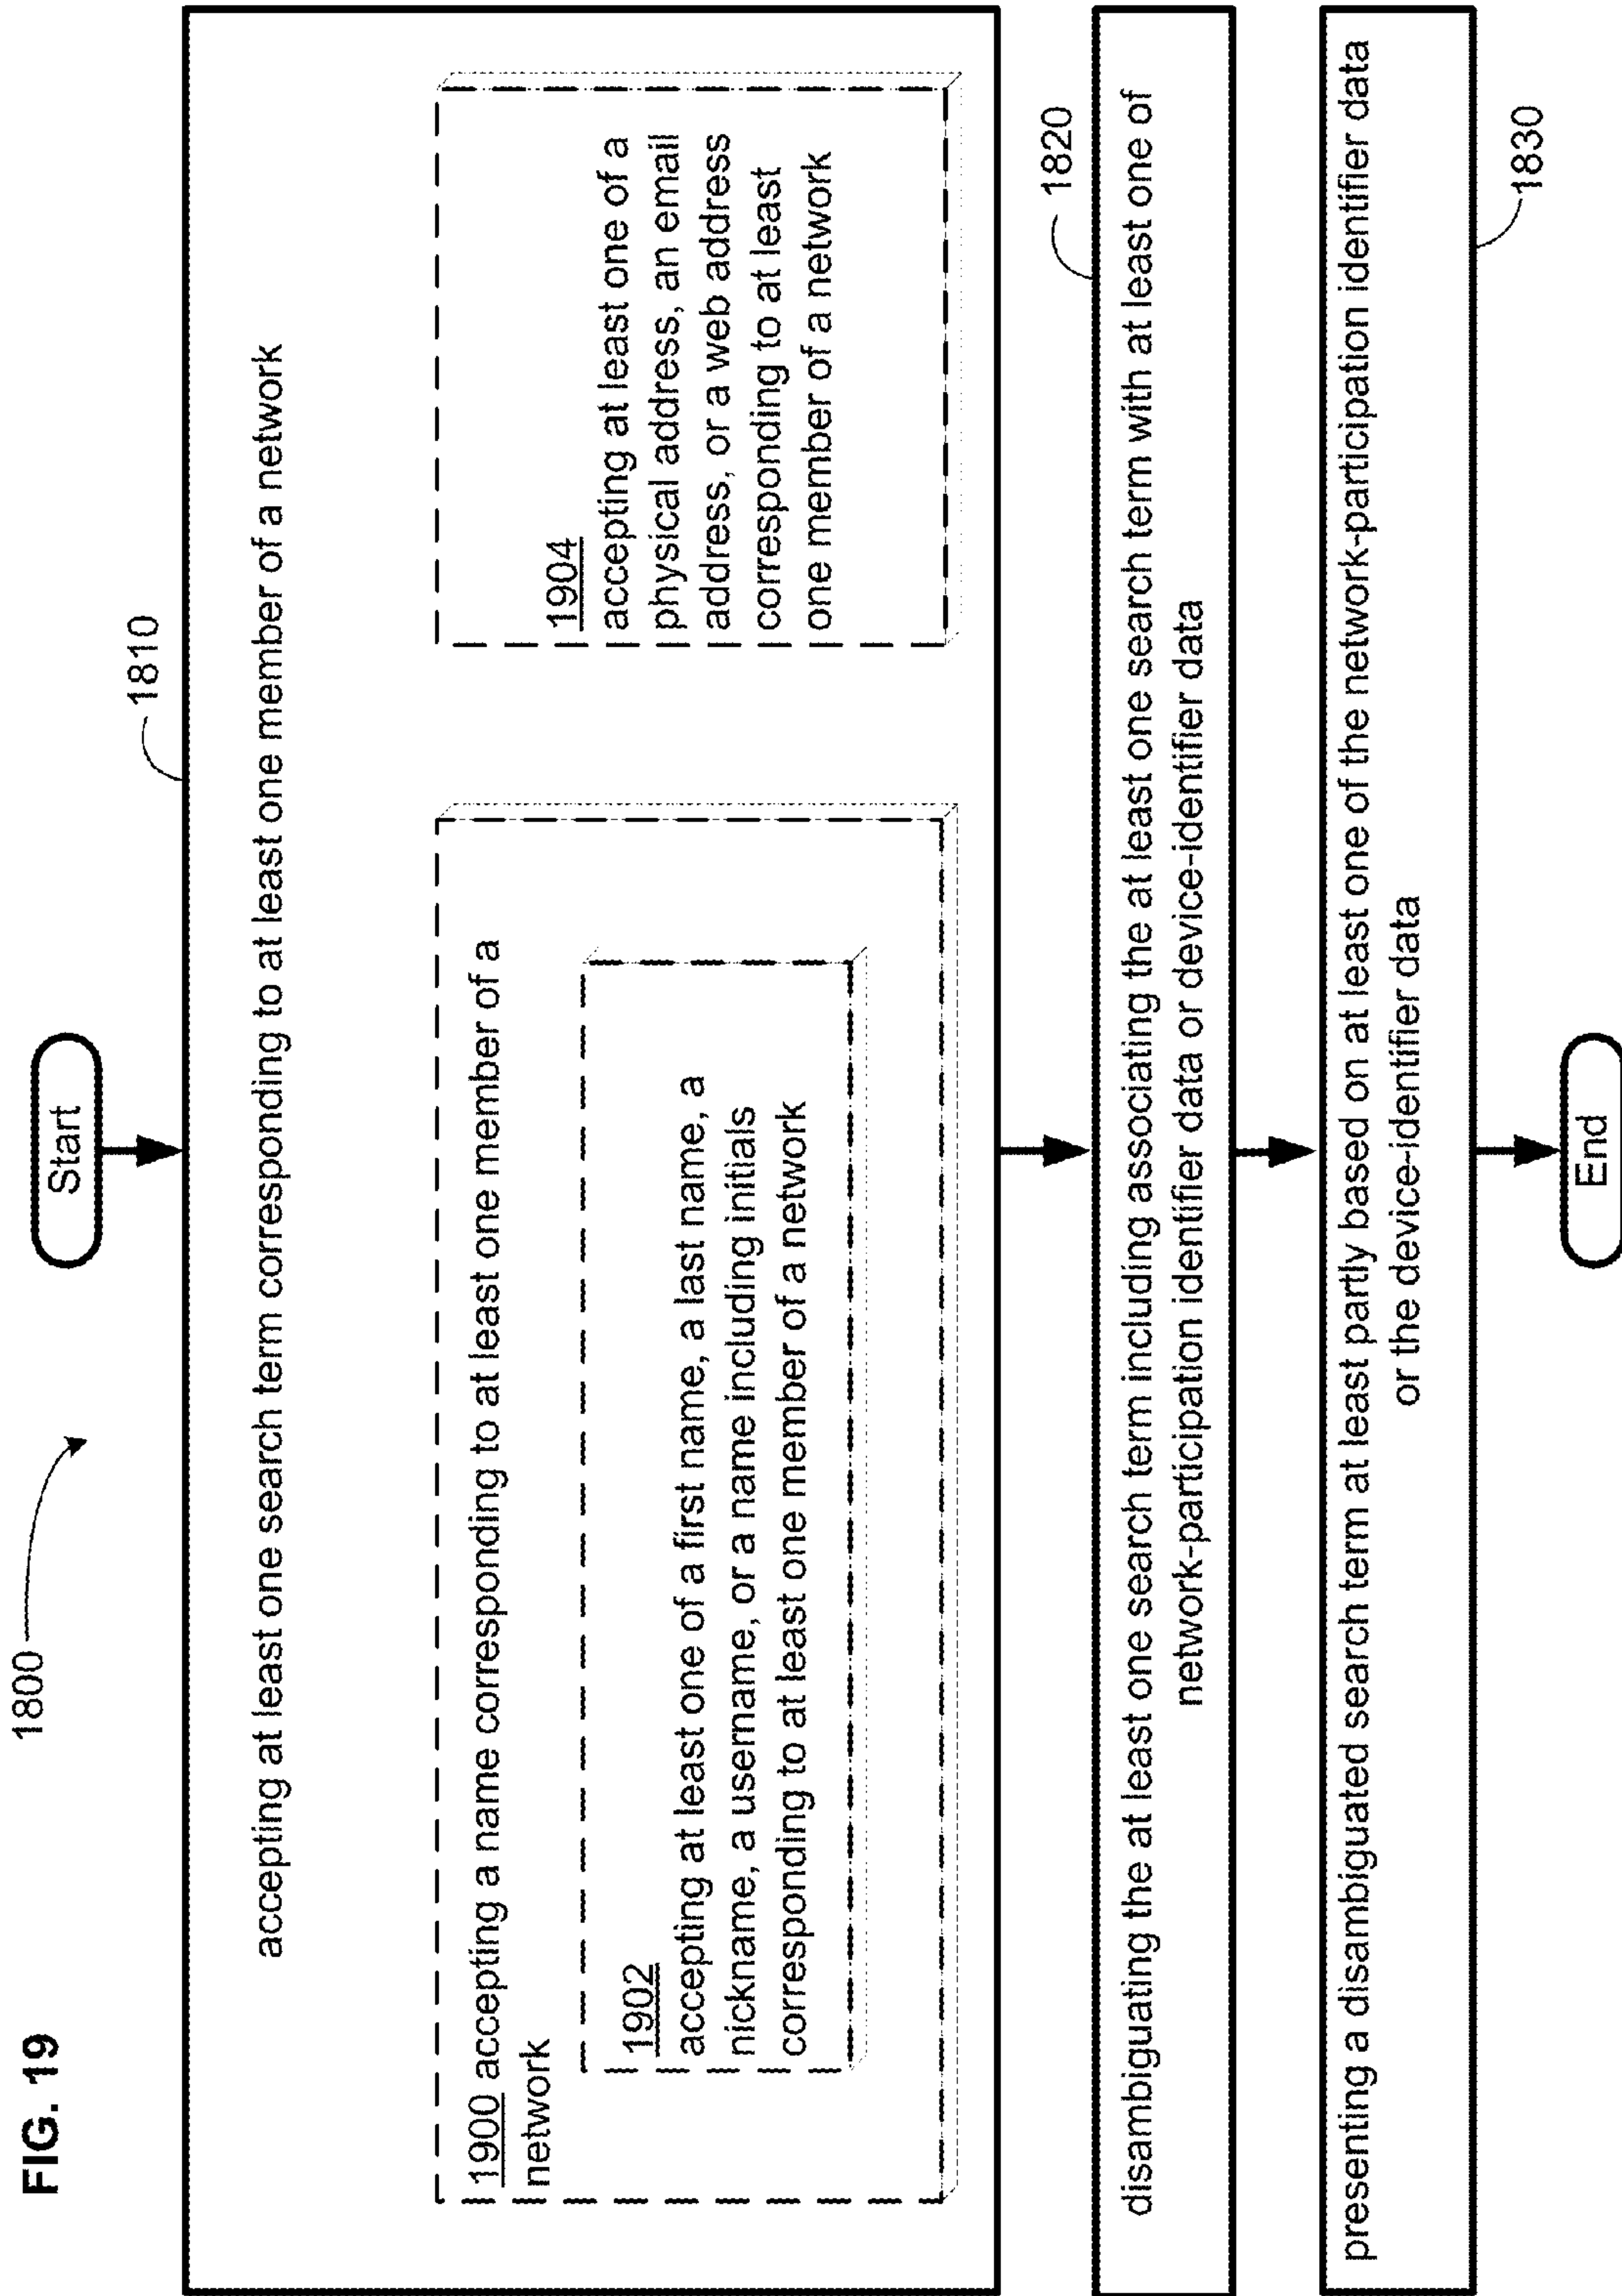 FIG. 19
1800
Start
1810
accepting at least one search term corresponding to at least one member of a network
1900 accepting a name corresponding to at least one member of a
network
1902
accepting at least one of a first name, a last name, a
nickname, a username, or a name including initials
corresponding to at least one member of a network
1904
accepting at least one of a
physical address, an email
address, or a web address
corresponding to at least
one member of a network
1820
disambiguating the at least one search term including associating the at least one search term with at least one of
network-participation identifier data or device-identifier data
presenting a disambiguated search term at least partly based on at least one of the network-participation identifier data
or the device-identifier data
1830
End